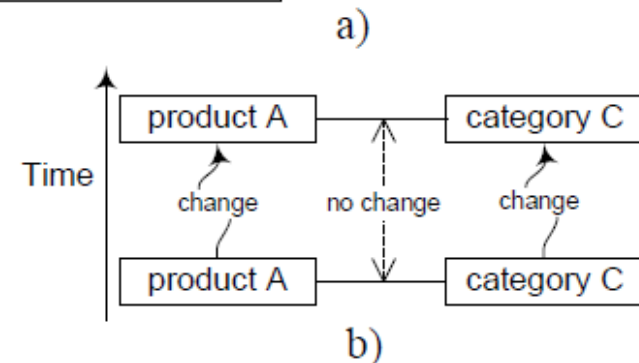 a)
product A category C
Time
change no change change
product A category C
b)